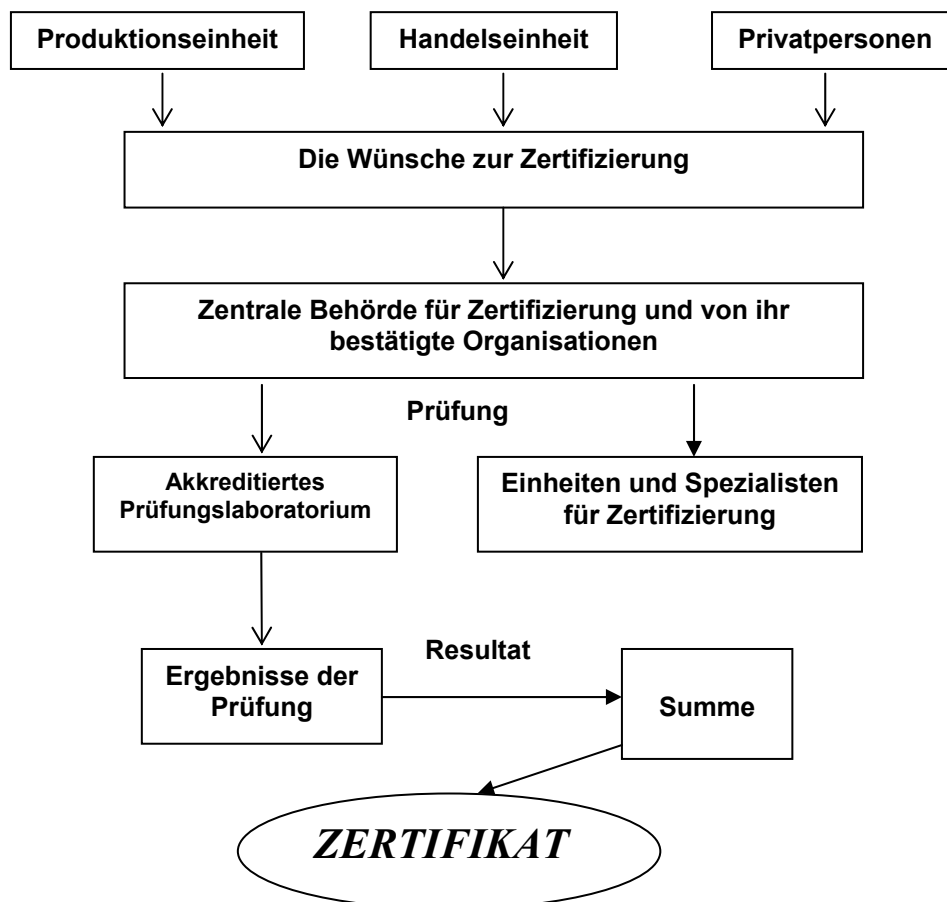 Produktionseinheit
Handelseinheit
Privatpersonen
Die Wünsche zur Zertifizierung
Zentrale Behörde für Zertifizierung und von ihr
bestätigte Organisationen
Prüfung
Akkreditiertes
Prüfungslaboratorium
Einheiten und Spezialisten
für Zertifizierung
Ergebnisse der
Prüfung
Resultat
Summe
ZERTIFIKAT